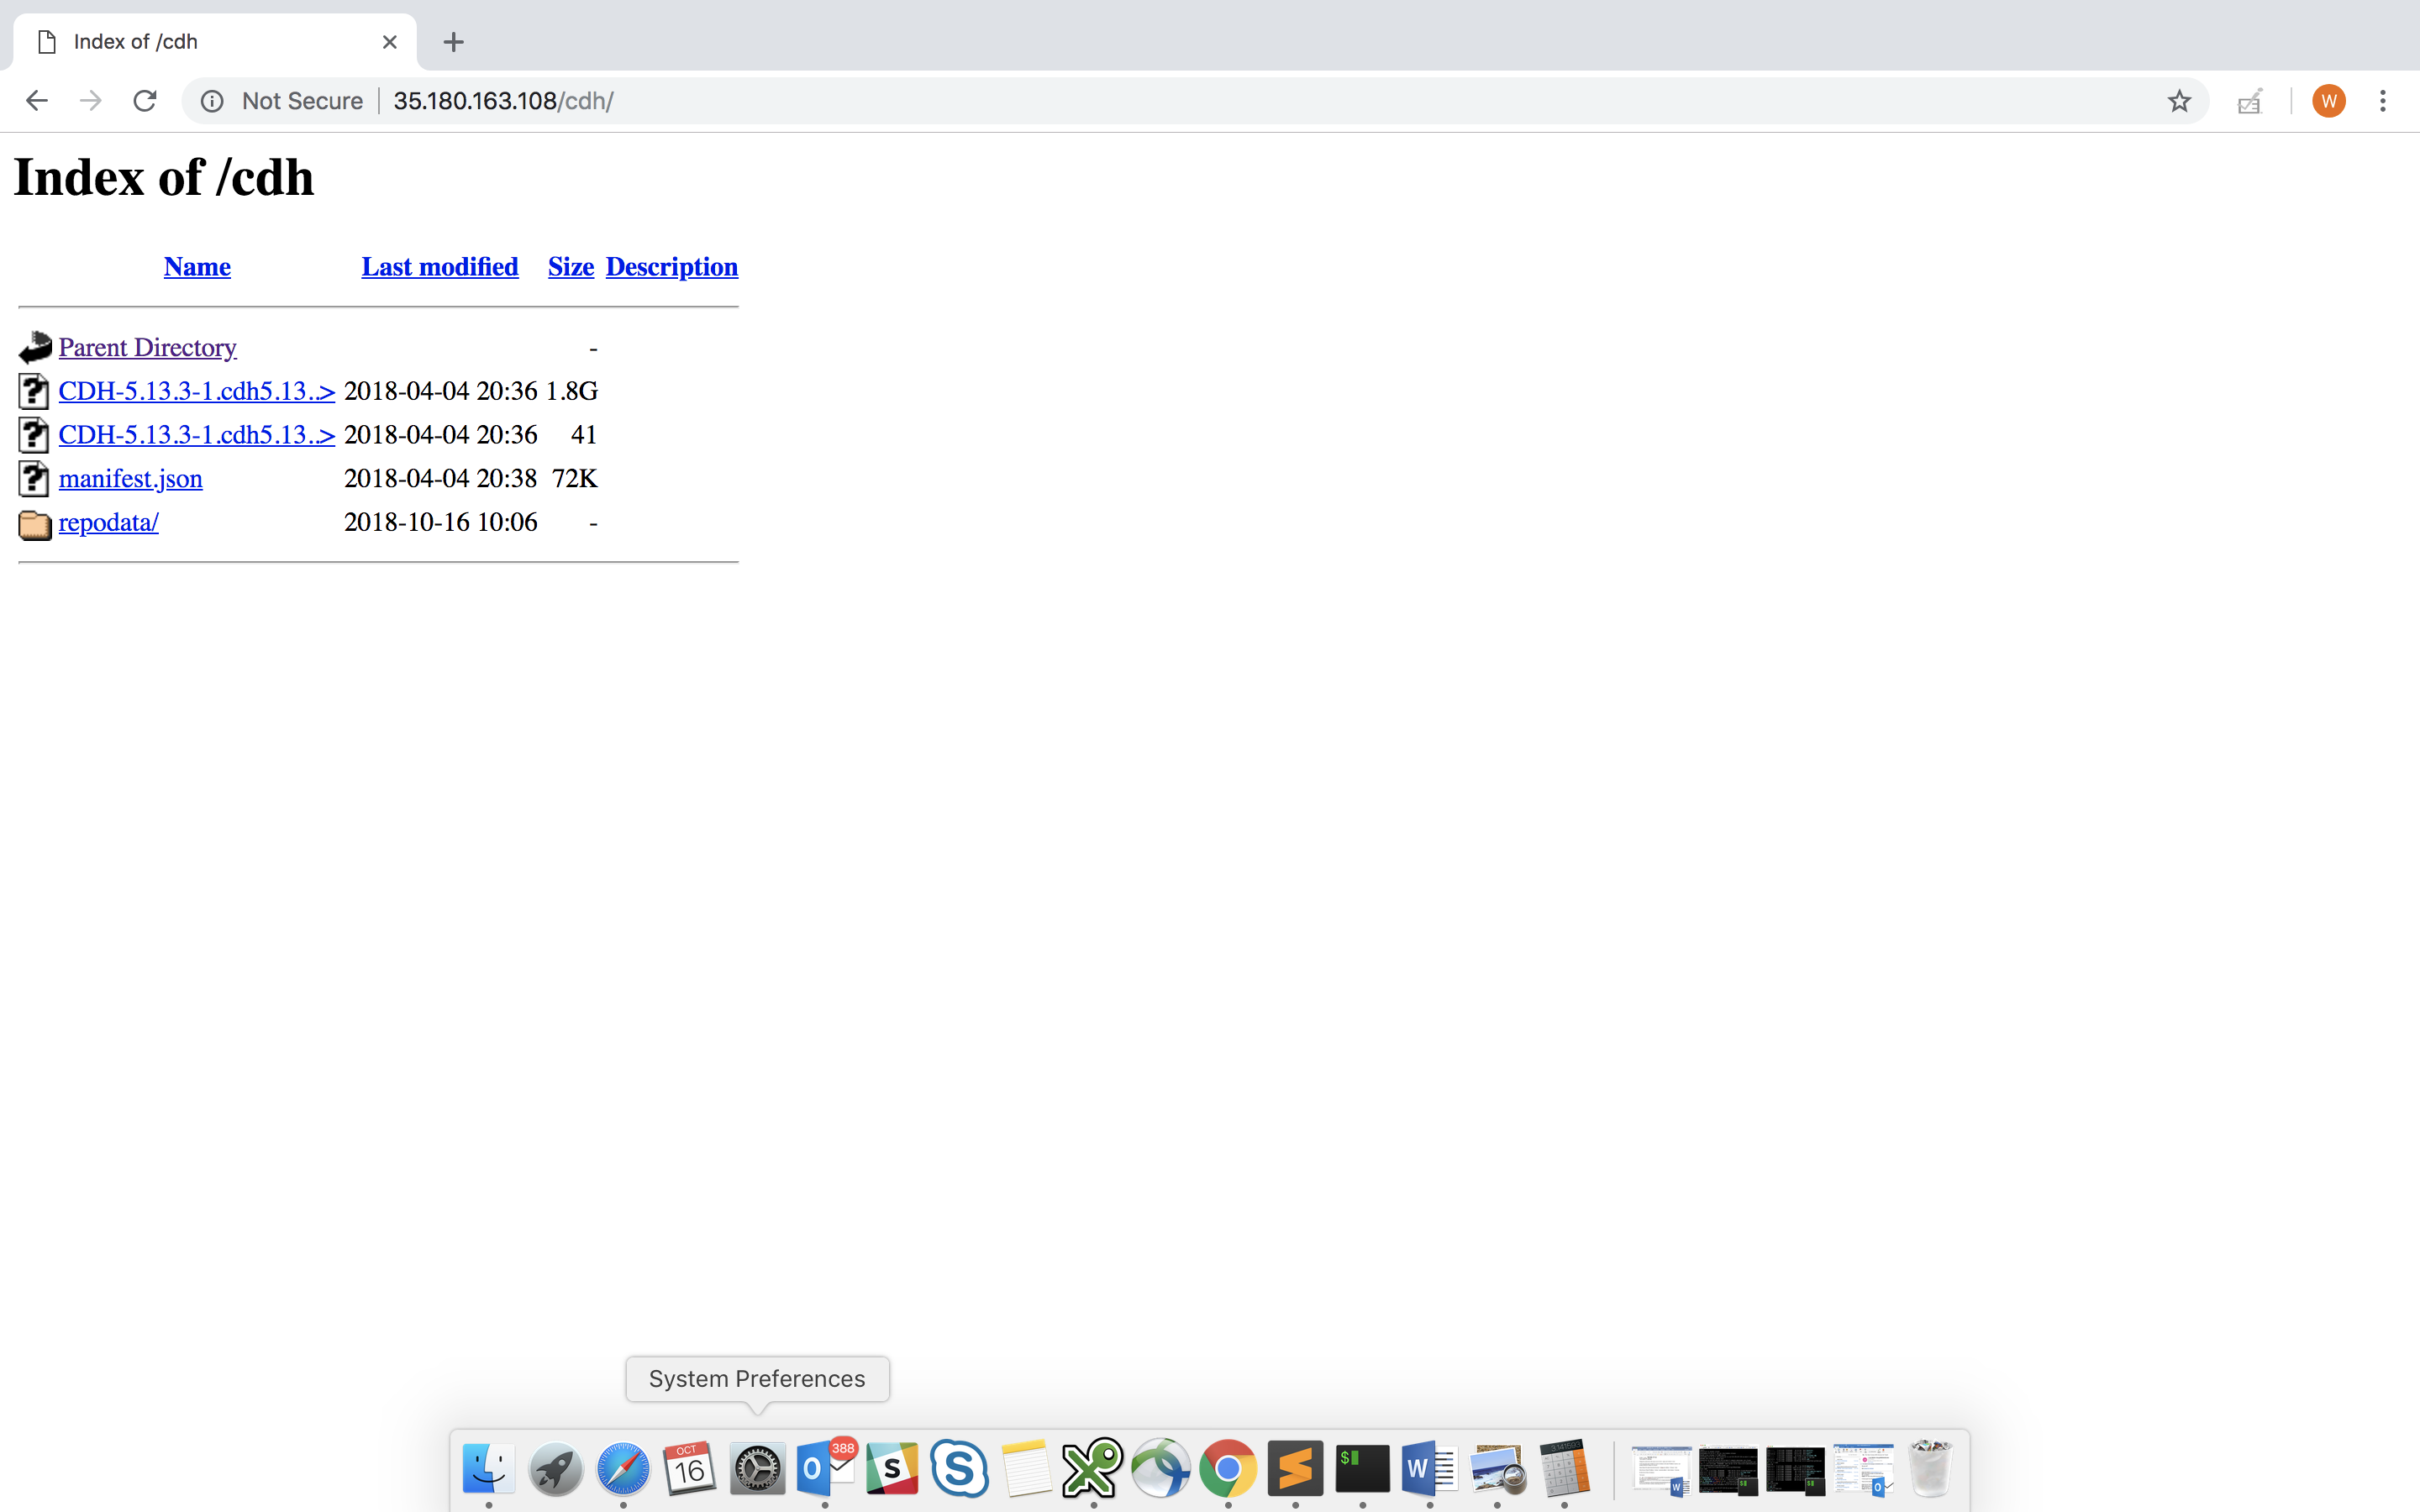 Index of /cdh
Not Secure 35.180.163.108/cdh/
W
Index of /cdh
Name Last modified Size Description
Parent Directory -
CDH-5.13.3-1.cdh5.13..> 2018-04-04 20:36 1.8G
CDH-5.13.3-1.cdh5.13..> 2018-04-04 20:36 41
manifest.json 2018-04-04 20:38 72K
repodata/ 2018-10-16 10:06 -
System Preferences
OCT
16
388